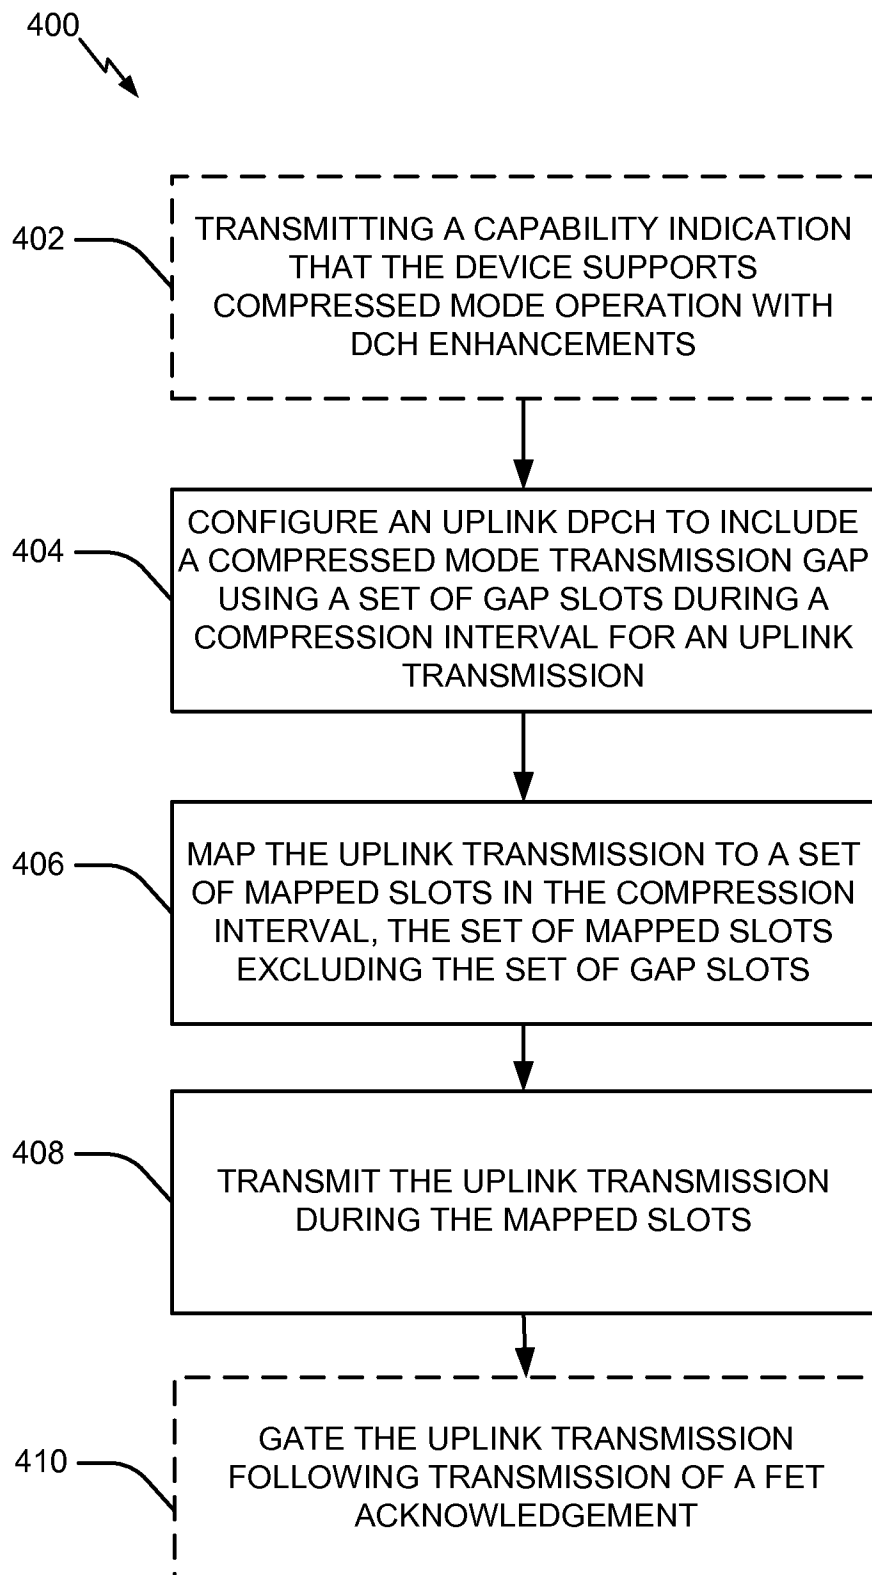 400
402
TRANSMITTING A CAPABILITY INDICATION
THAT THE DEVICE SUPPORTS
COMPRESSED MODE OPERATION WITH
DCH ENHANCEMENTS
404
CONFIGURE AN UPLINK DPCH TO INCLUDE
A COMPRESSED MODE TRANSMISSION GAP
USING A SET OF GAP SLOTS DURING A
COMPRESSION INTERVAL FOR AN UPLINK
TRANSMISSION
406
MAP THE UPLINK TRANSMISSION TO A SET
OF MAPPED SLOTS IN THE COMPRESSION
INTERVAL, THE SET OF MAPPED SLOTS
EXCLUDING THE SET OF GAP SLOTS
408
TRANSMIT THE UPLINK TRANSMISSION
DURING THE MAPPED SLOTS
410
GATE THE UPLINK TRANSMISSION
FOLLOWING TRANSMISSION OF A FET
ACKNOWLEDGEMENT